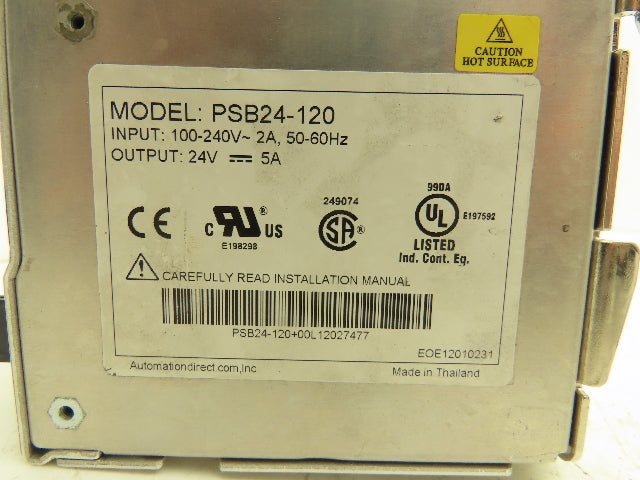 CAUTION
HOT SURFACE
MODEL: PSB24-120
INPUT: 100-240V~ 2A, 50-60Hz
OUTPUT: 24V ⎓ 5A
CE
C UR ® US
E198298
249074
SA ®
99DA
UL
E197592
LISTED
Ind. Cont. Eq.
CAREFULLY READ INSTALLATION MANUAL
PSB24-120+00L12027477
EOE12010231
Automationdirect.com,Inc
Made in Thailand